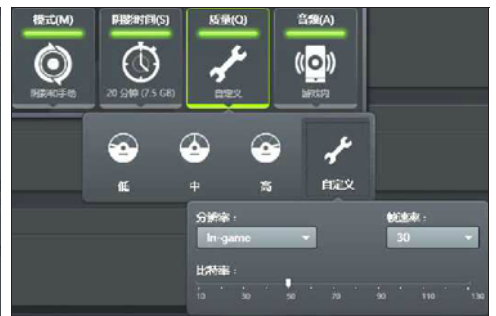 模式(M) 阴影时间(S) 质量(Q) 音频(A)
阴影和手动 20 分钟 (7.5 GB) 自定义 游戏内
低 中 高 自定义
分辨率: 帧速率:
In-game 30
比特率:
10 30 50 70 90 110 130